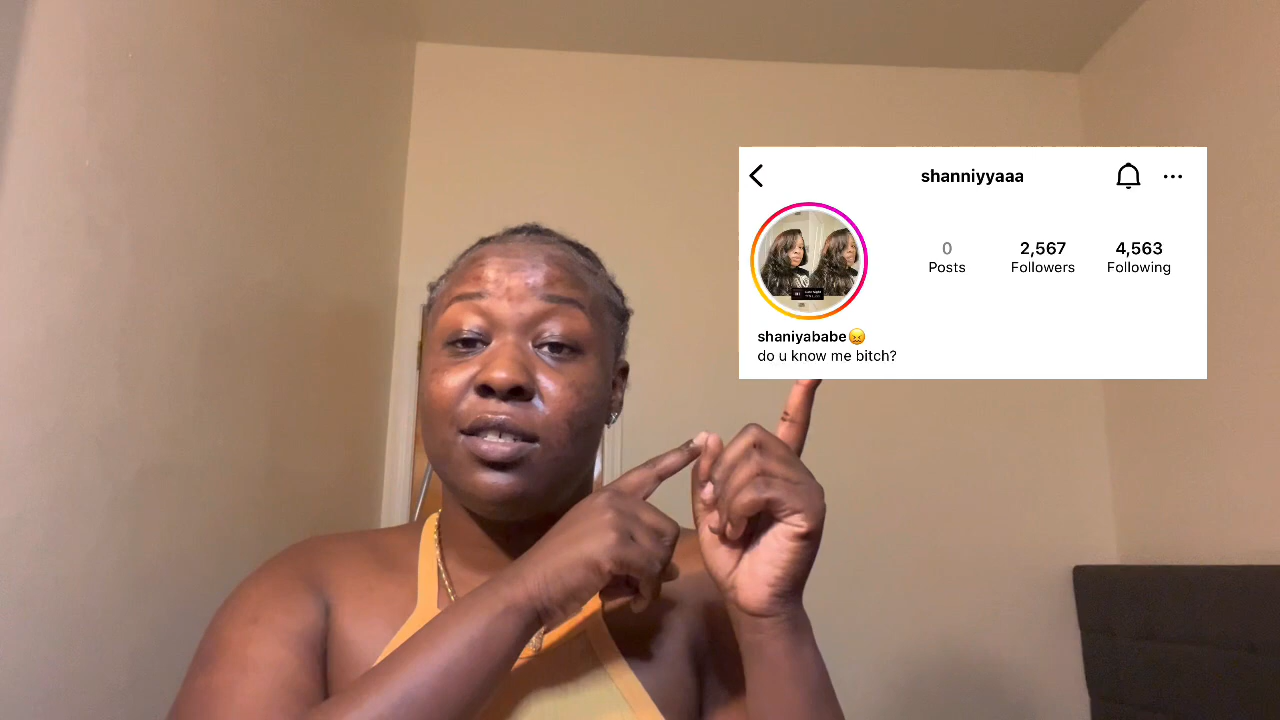 shanniyyaaa
0 2,567 4,563
Posts Followers Following
shaniyababe😖
do u know me bitch?